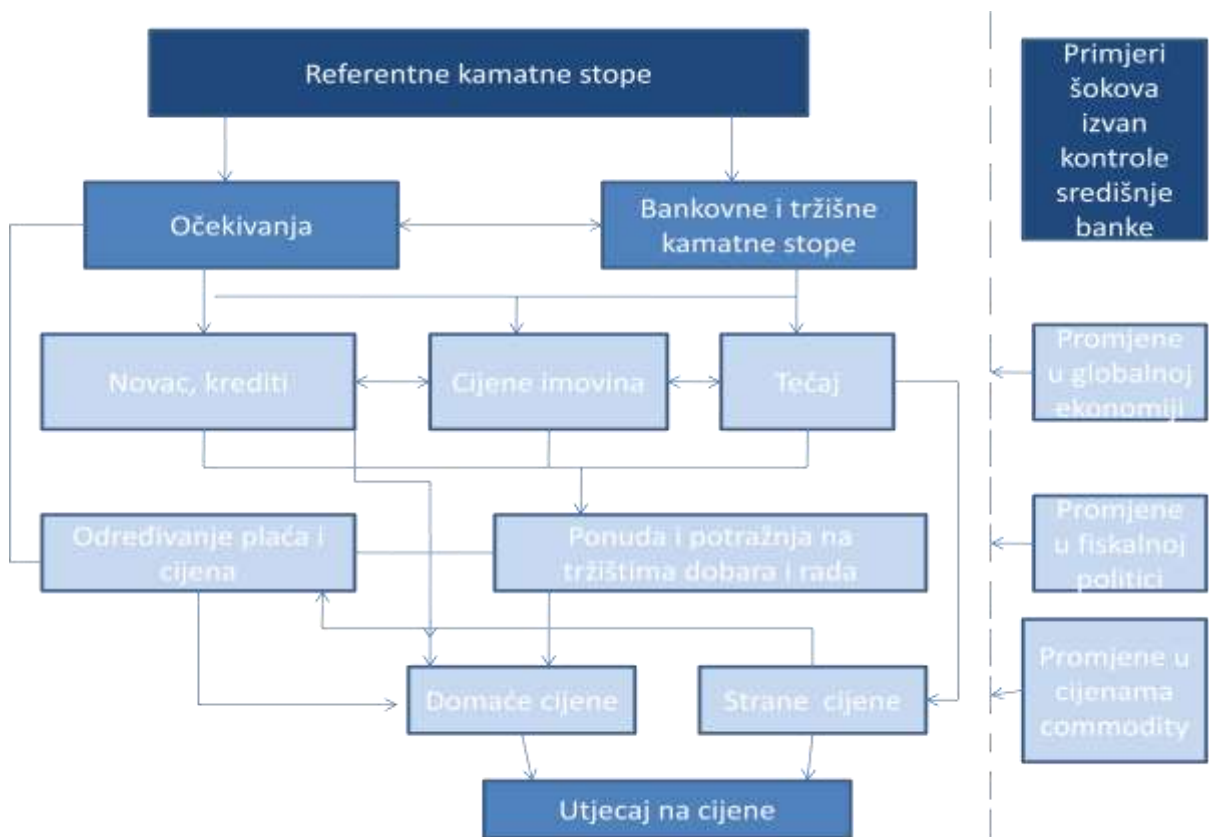 Referentne kamatne stope
Primjeri
šokova
izvan
kontrole
središnje
banke
Očekivanja
Bankovne i tržišne
kamatne stope
Novac, krediti
Cijene imovina
Tečaj
Promjene
u globalnoj
ekonomiji
Određivanje plaća i
cijena
Ponuda i potražnja na
tržištima dobara i rada
Promjene
u fiskalnoj
politici
Domaće cijene
Strane cijene
Promjene u
cijenama
commodity
Utjecaj na cijene